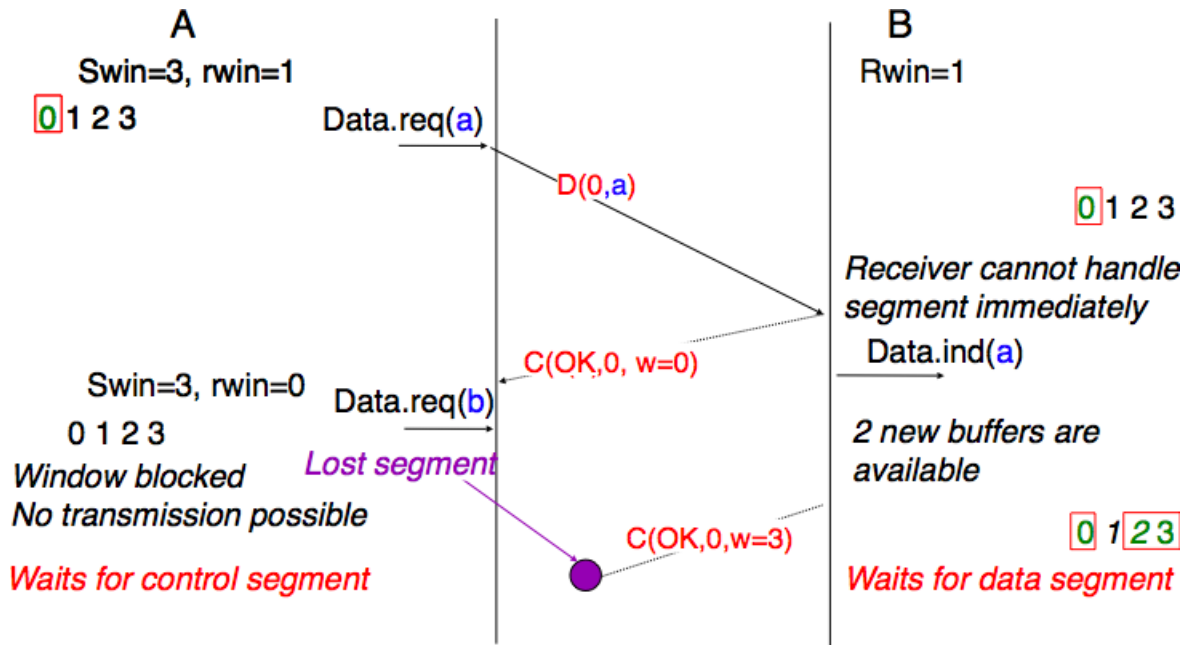 A
B
Swin=3, rwin=1
Rwin=1
0 1 2 3
Data.req(a)
D(0,a)
0 1 2 3
Receiver cannot handle
segment immediately
C(OK,0, w=0)
Data.ind(a)
Swin=3, rwin=0
Data.req(b)
0 1 2 3
2 new buffers are
available
Lost segment
Window blocked
No transmission possible
C(OK,0,w=3)
0 1 2 3
Waits for control segment
Waits for data segment